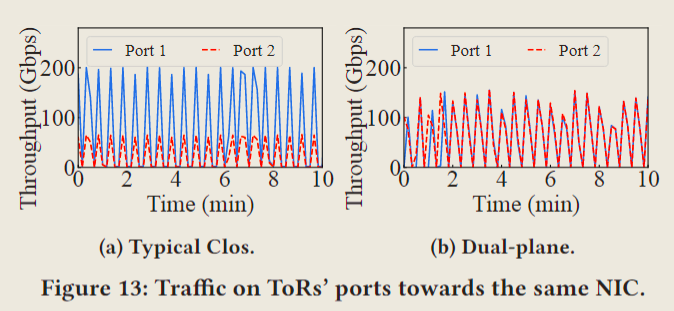 Port 1 Port 2
Throughput (Gbps)
200
100
0
0 2 4 6 8 10
Time (min)
(a) Typical Clos.
Port 1 Port 2
Throughput (Gbps)
200
100
0
0 2 4 6 8 10
Time (min)
(b) Dual-plane.
Figure 13: Traffic on ToRs’ ports towards the same NIC.